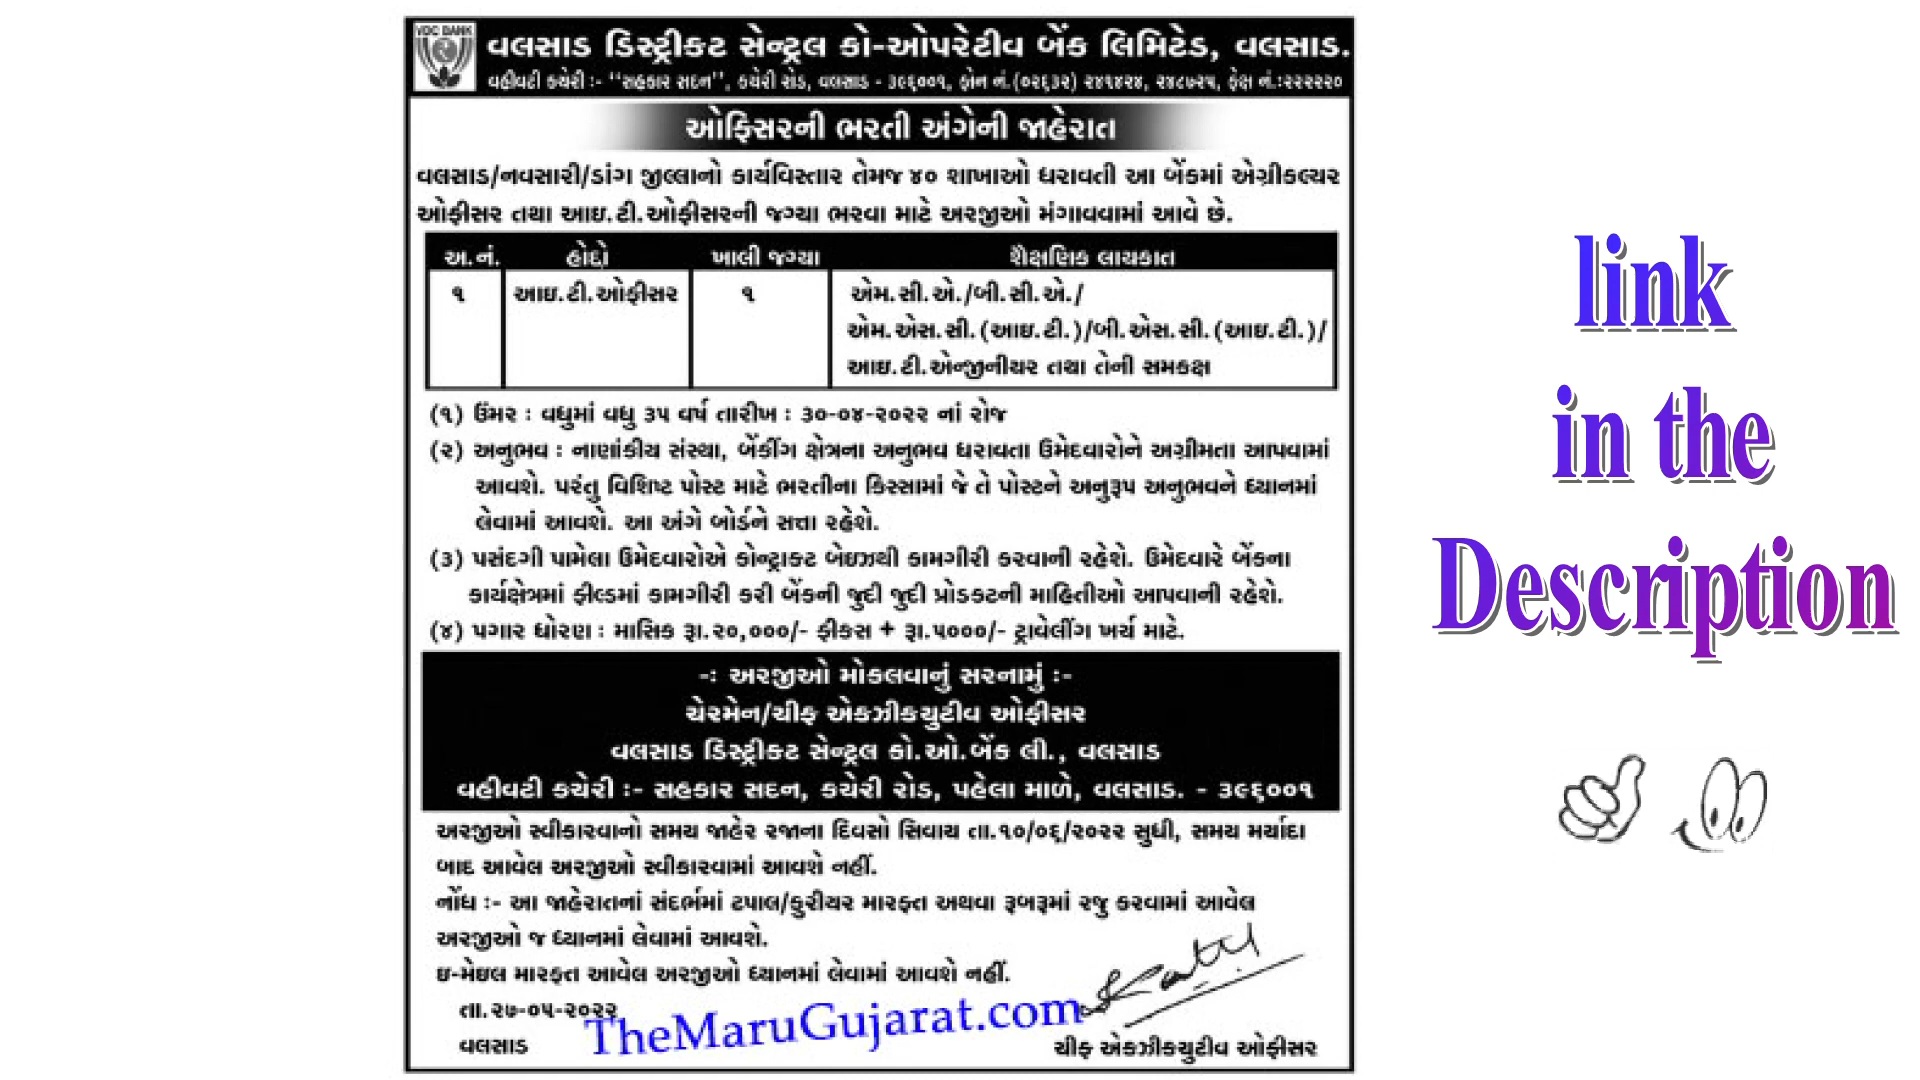 VDC BANK
વલસાડ ડિસ્ટ્રીકટ સેન્ટ્રલ કો-ઓપરેટીવ બેંક લિમિટેડ, વલસાડ.
વહીવટી કચેરી :- ‘‘સહકાર સદન’’, કચેરી રોડ, વલસાડ - ૩૯૬૦૦૧, ફોન નં.(૦૨૬૩૨) ૨૪૧૪૨૪, ૨૪૮૭૨૫, ફેક્ષ નં.:૨૨૨૨૨૦
ઓફિસરની ભરતી અંગેની જાહેરાત
વલસાડ/નવસારી/ડાંગ જીલ્લાનો કાર્યવિસ્તાર તેમજ ૪૦ શાખાઓ ધરાવતી આ બેંકમાં એગ્રીકલ્ચર
ઓફીસર તથા આઇ.ટી.ઓફીસરની જગ્યા ભરવા માટે અરજીઓ મંગાવવામાં આવે છે.
અ.નં. હોદ્દો ખાલી જગ્યા શૈક્ષણિક લાયકાત
૧ આઇ.ટી.ઓફીસર ૧ એમ.સી.એ./બી.સી.એ./
એમ.એસ.સી.(આઇ.ટી.)/બી.એસ.સી.(આઇ.ટી.)/
આઇ.ટી.એન્જીનીયર તથા તેની સમકક્ષ
(૧) ઉંમર : વધુમાં વધુ ૩૫ વર્ષ તારીખ : ૩૦-૦૪-૨૦૨૨ નાં રોજ
(૨) અનુભવ : નાણાંકીય સંસ્થા, બેંકીંગ ક્ષેત્રના અનુભવ ધરાવતા ઉમેદવારોને અગ્રીમતા આપવામાં
આવશે. પરંતુ વિશિષ્ટ પોસ્ટ માટે ભરતીના કિસ્સામાં જે તે પોસ્ટને અનુરૂપ અનુભવને ધ્યાનમાં
લેવામાં આવશે. આ અંગે બોર્ડને સત્તા રહેશે.
(૩) પસંદગી પામેલા ઉમેદવારોએ કોન્ટ્રાકટ બેઇઝથી કામગીરી કરવાની રહેશે. ઉમેદવારે બેંકના
કાર્યક્ષેત્રમાં ફીલ્ડમાં કામગીરી કરી બેંકની જુદી જુદી પ્રોડકટની માહિતીઓ આપવાની રહેશે.
(૪) પગાર ધોરણ : માસિક રૂા.૨૦,૦૦૦/- ફીકસ + રૂા.૫૦૦૦/- ટ્રાવેલીંગ ખર્ચ માટે.
-: અરજીઓ મોકલવાનું સરનામું :-
ચેરમેન/ચીફ એકઝીકયુટીવ ઓફીસર
વલસાડ ડિસ્ટ્રીકટ સેન્ટ્રલ કો.ઓ.બેંક લી., વલસાડ
વહીવટી કચેરી :- સહકાર સદન, કચેરી રોડ, પહેલા માળે, વલસાડ. - ૩૯૬૦૦૧
અરજીઓ સ્વીકારવાનો સમય જાહેર રજાના દિવસો સિવાય તા.૧૦/૦૬/૨૦૨૨ સુધી, સમય મર્યાદા
બાદ આવેલ અરજીઓ સ્વીકારવામાં આવશે નહીં.
નોંધ :- આ જાહેરાતનાં સંદર્ભમાં ટપાલ/કુરીયર મારફત અથવા રૂબરૂમાં રજુ કરવામાં આવેલ
અરજીઓ જ ધ્યાનમાં લેવામાં આવશે.
ઇ-મેઇલ મારફત આવેલ અરજીઓ ધ્યાનમાં લેવામાં આવશે નહીં.
તા.૨૭-૦૫-૨૦૨૨
વલસાડ
TheMaruGujarat.com
ચીફ એકઝીકયુટીવ ઓફીસર
link
in the
Description